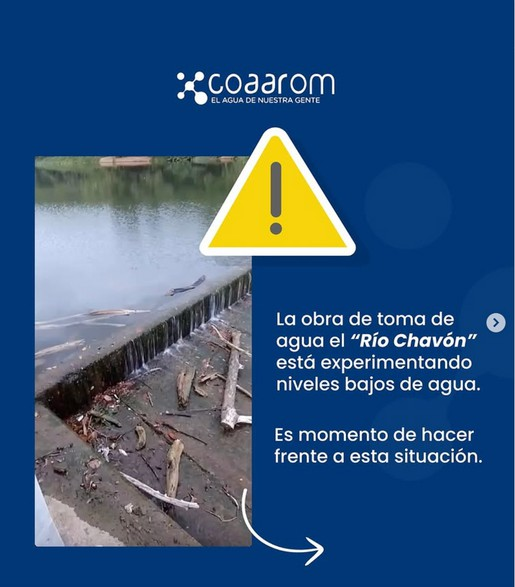 coaarom
EL AGUA DE NUESTRA GENTE
!
La obra de toma de
agua el “Río Chavón”
está experimentando
niveles bajos de agua.
Es momento de hacer
frente a esta situación.